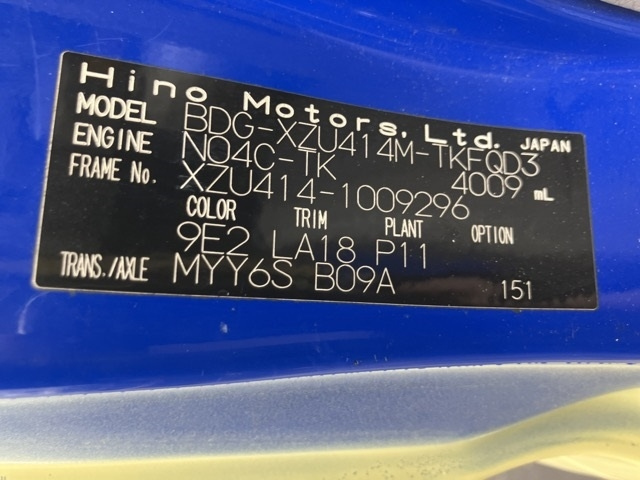 Hino Motors, Ltd. JAPAN
MODEL BDG-XZU414M-TKFQD3
ENGINE N04C-TK 4009 mL
FRAME No. XZU414-1009296
COLOR TRIM PLANT OPTION
9E2 LA18 P11
TRANS./AXLE MYY6S B09A 151